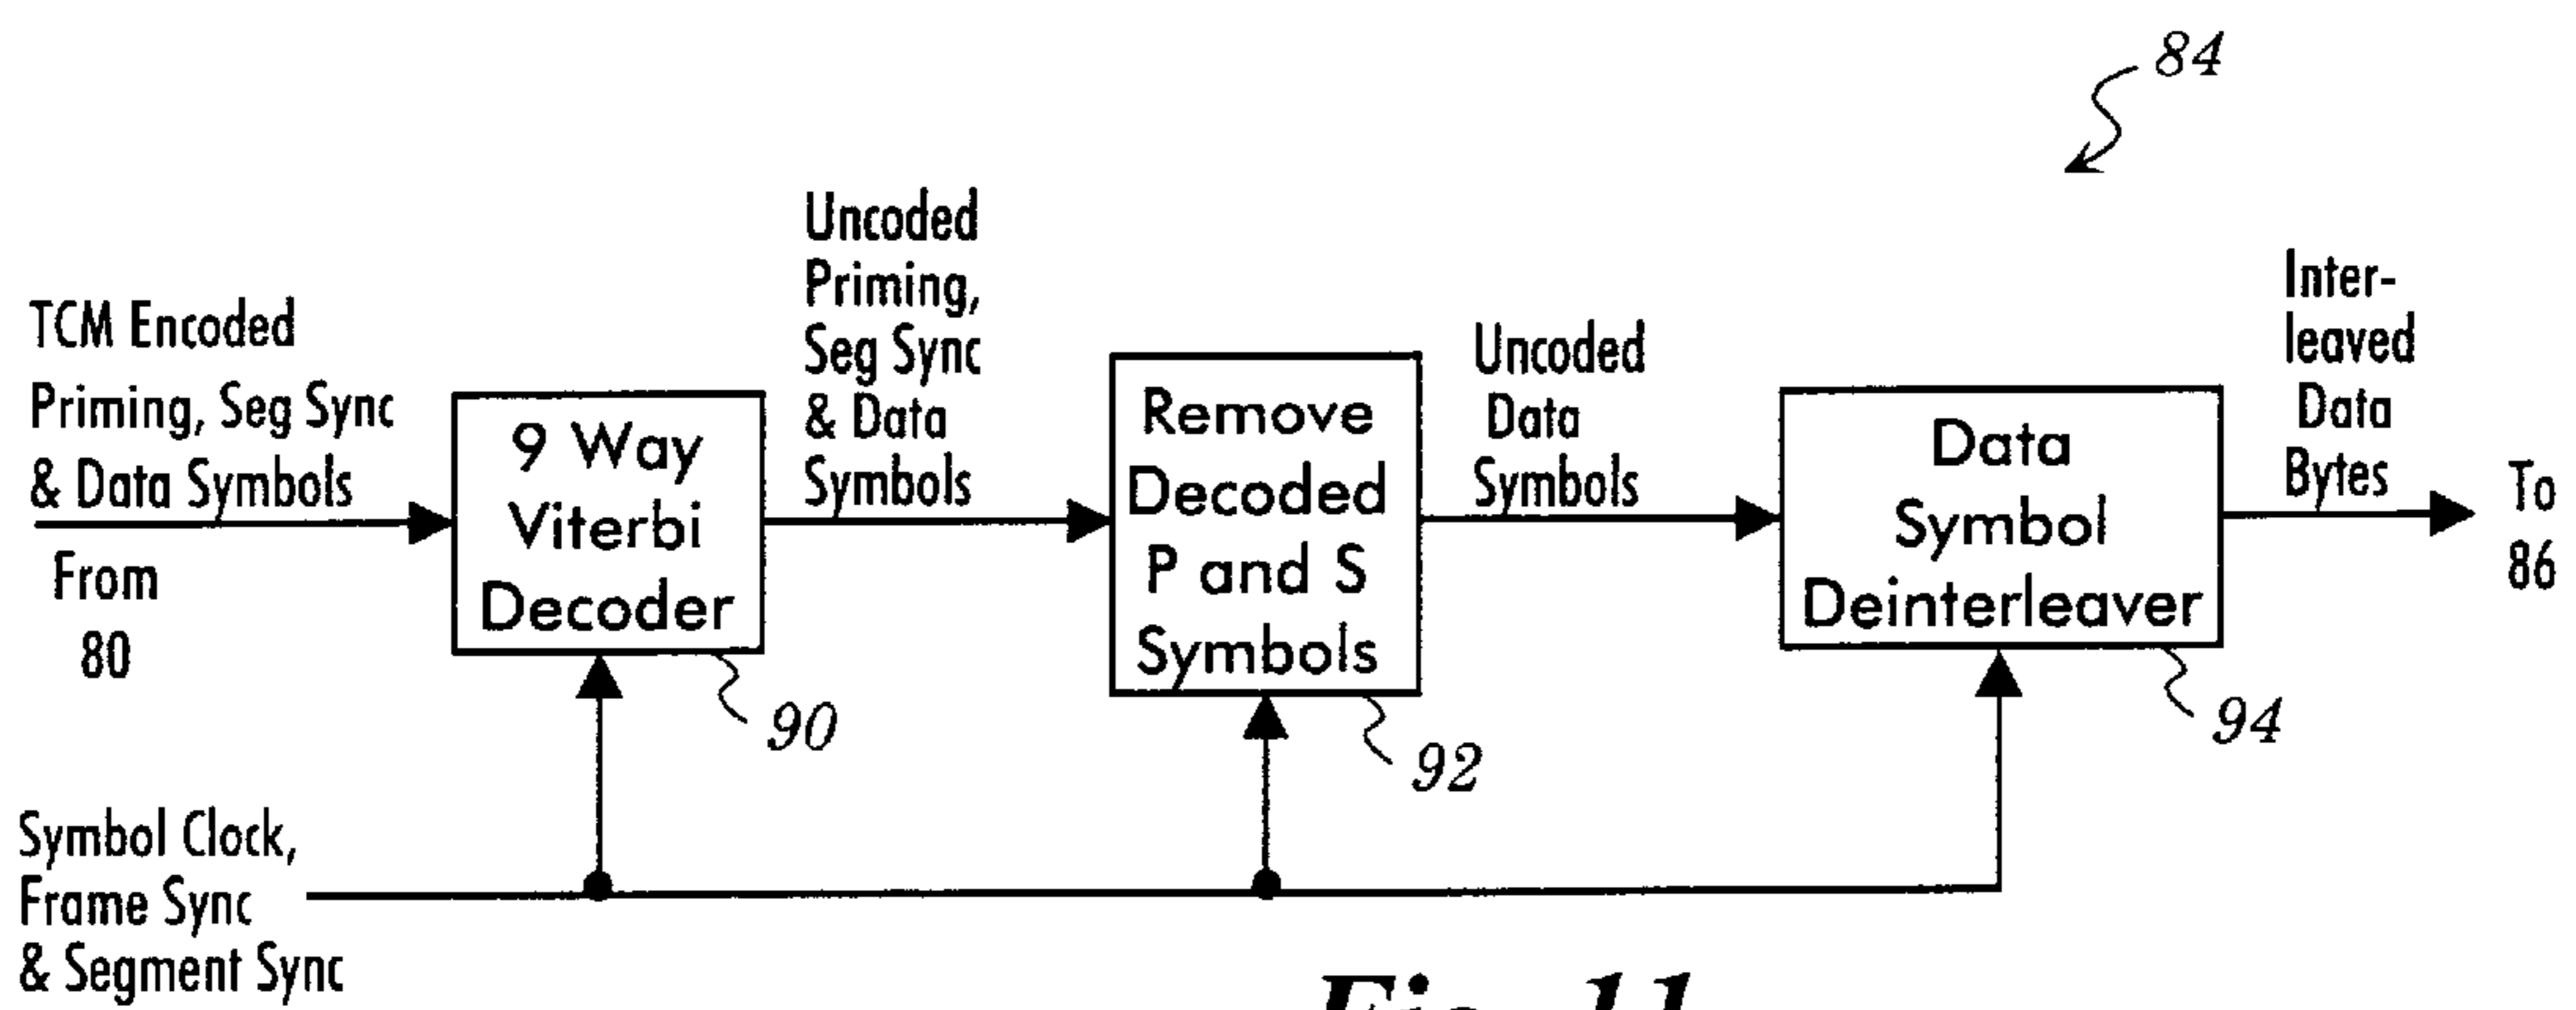 84
Uncoded
Priming,
Seg Sync
& Data
Symbols
TCM Encoded
Priming, Seg Sync
& Data Symbols
From
80
9 Way
Viterbi
Decoder
90
Remove
Decoded
P and S
Symbols
92
Uncoded
Data
Symbols
Data
Symbol
Deinterleaver
94
Inter-
leaved
Data
Bytes
To
86
Symbol Clock,
Frame Sync
& Segment Sync
Fig. 11